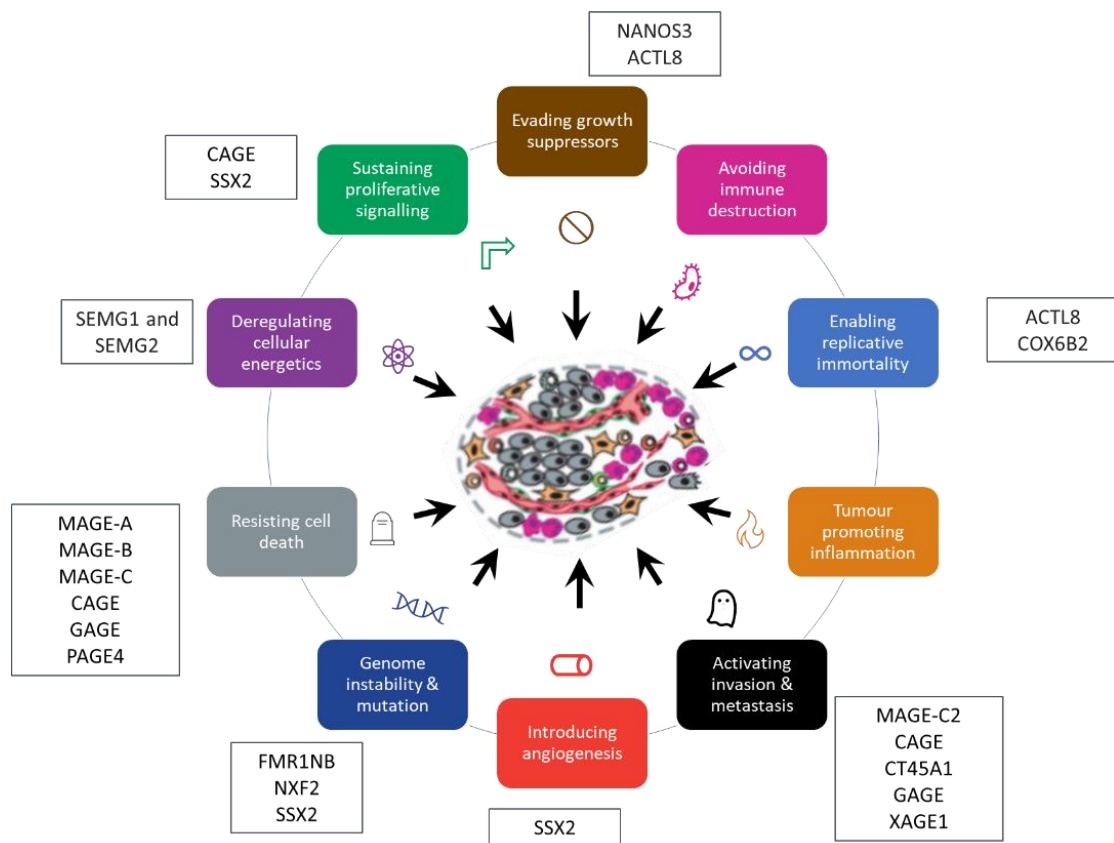 NANOS3
ACTL8
Evading growth
suppressors
CAGE
SSX2
Sustaining
proliferative
signalling
Avoiding
immune
destruction
SEMG1 and
SEMG2
Deregulating
cellular
energetics
Enabling
replicative
immortality
ACTL8
COX6B2
MAGE-A
MAGE-B
MAGE-C
CAGE
GAGE
PAGE4
Resisting cell
death
Tumour
promoting
inflammation
Genome
instability &
mutation
Introducing
angiogenesis
Activating
invasion &
metastasis
FMR1NB
NXF2
SSX2
SSX2
MAGE-C2
CAGE
CT45A1
GAGE
XAGE1